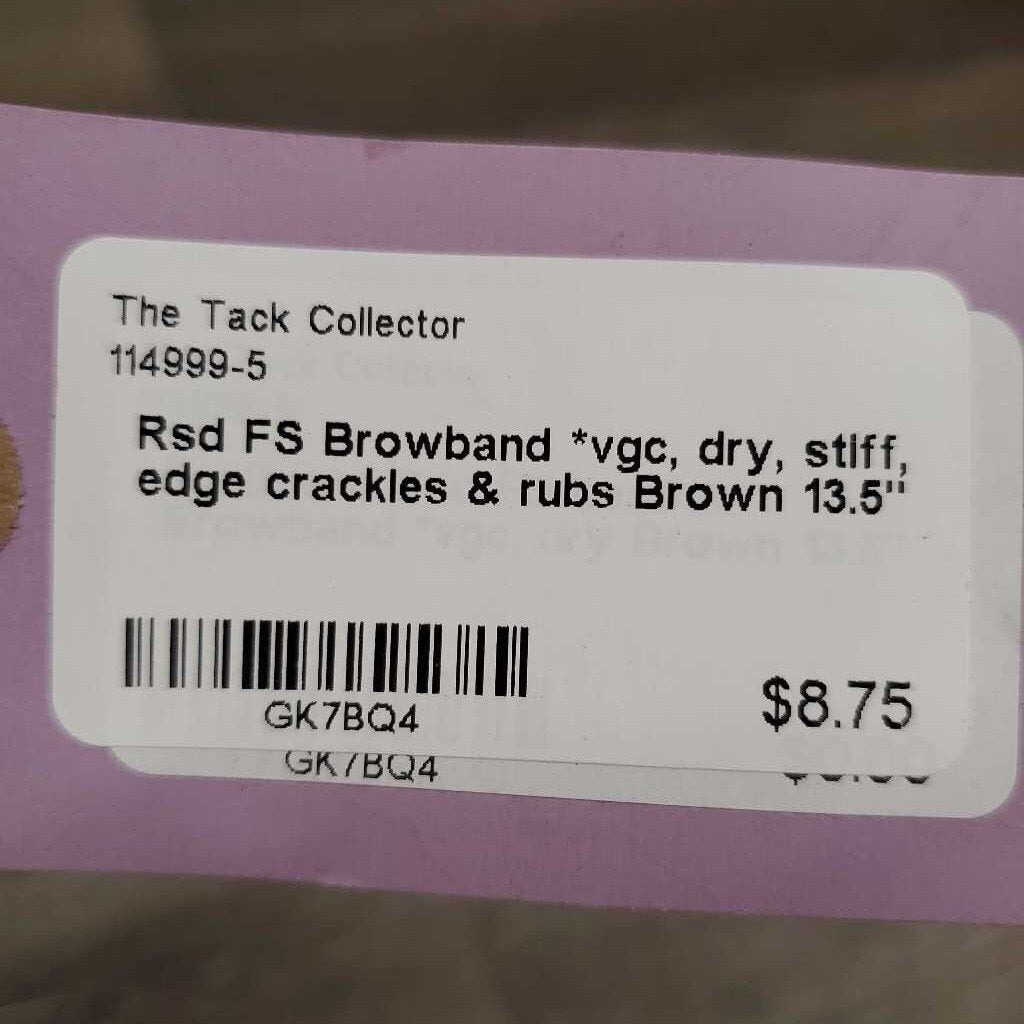 The Tack Collector
114999-5
Rsd FS Browband *vgc, dry, stiff,
edge crackles & rubs Brown 13.5"
GK7BQ4
$8.75
GK7BQ4